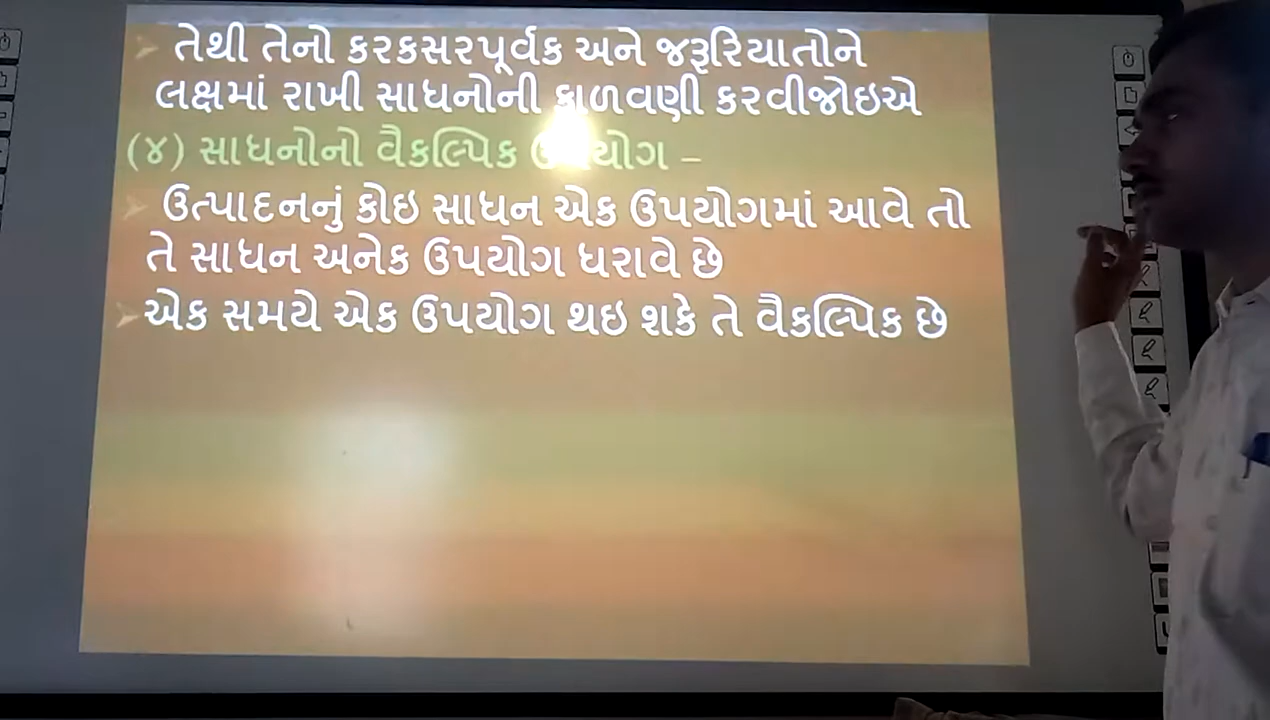 ➢ તેથી તેનો કરકસરપૂર્વક અને જરૂરિયાતોને
લક્ષમાં રાખી સાધનોની ફાળવણી કરવીજોઇએ
(૪) સાધનોનો વૈકલ્પિક ઉપયોગ –
➢ ઉત્પાદનનું કોઇ સાધન એક ઉપયોગમાં આવે તો
તે સાધન અનેક ઉપયોગ ધરાવે છે
➢એક સમયે એક ઉપયોગ થઇ શકે તે વૈકલ્પિક છે